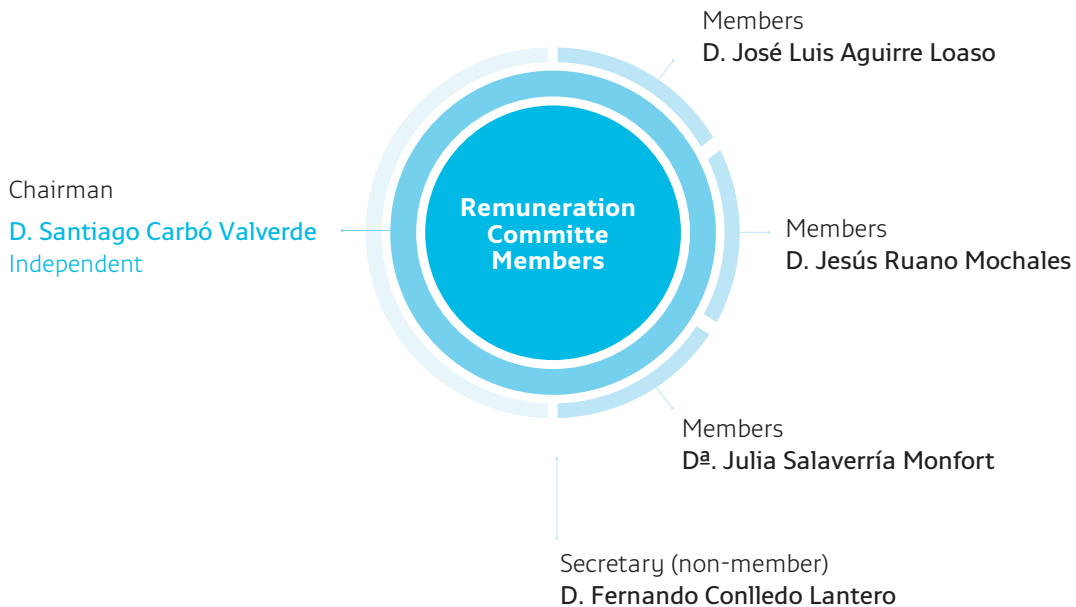 Members
D. José Luis Aguirre Loaso
Chairman
D. Santiago Carbó Valverde
Independent
Remuneration
Committe
Members
Members
D. Jesús Ruano Mochales
Members
Dª. Julia Salaverría Monfort
Secretary (non-member)
D. Fernando Conlledo Lantero